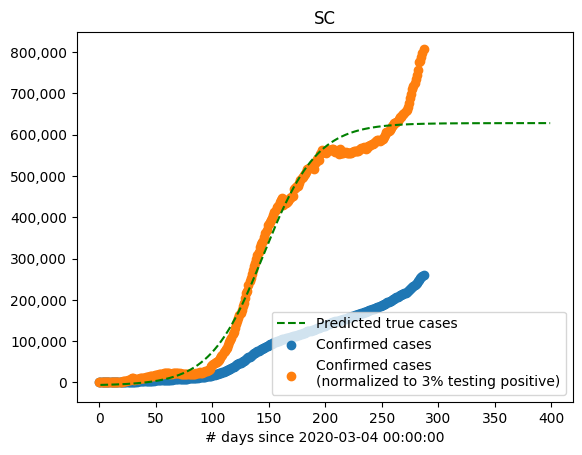 SC
800,000
700,000
600,000
500,000
400,000
300,000
200,000
100,000
0
Predicted true cases
Confirmed cases
Confirmed cases
(normalized to 3% testing positive)
0 50 100 150 200 250 300 350 400
# days since 2020-03-04 00:00:00